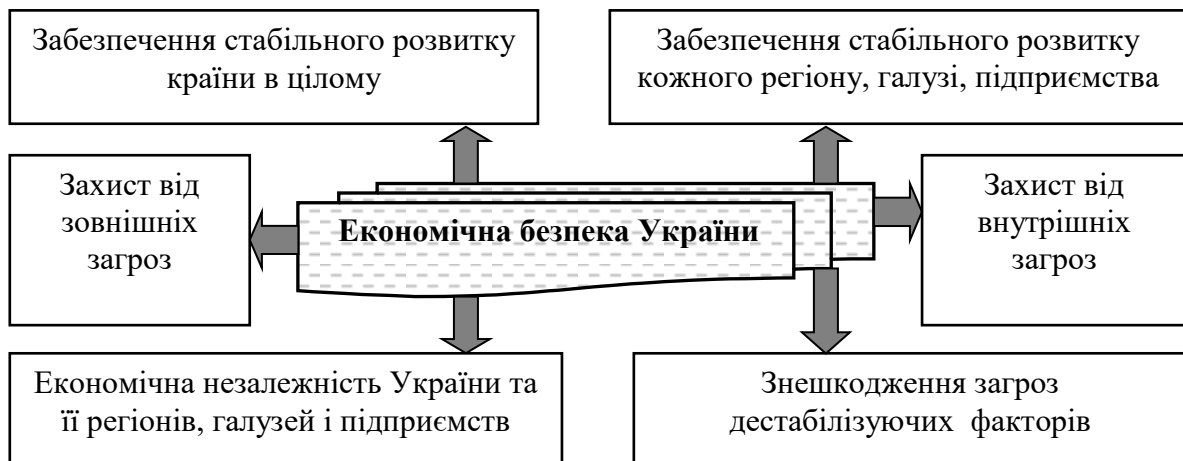 Забезпечення стабільного розвитку
країни в цілому
Забезпечення стабільного розвитку
кожного регіону, галузі, підприємства
Захист від
зовнішніх
загроз
Економічна безпека України
Захист від
внутрішніх
загроз
Економічна незалежність України та
її регіонів, галузей і підприємств
Знешкодження загроз
дестабілізуючих факторів